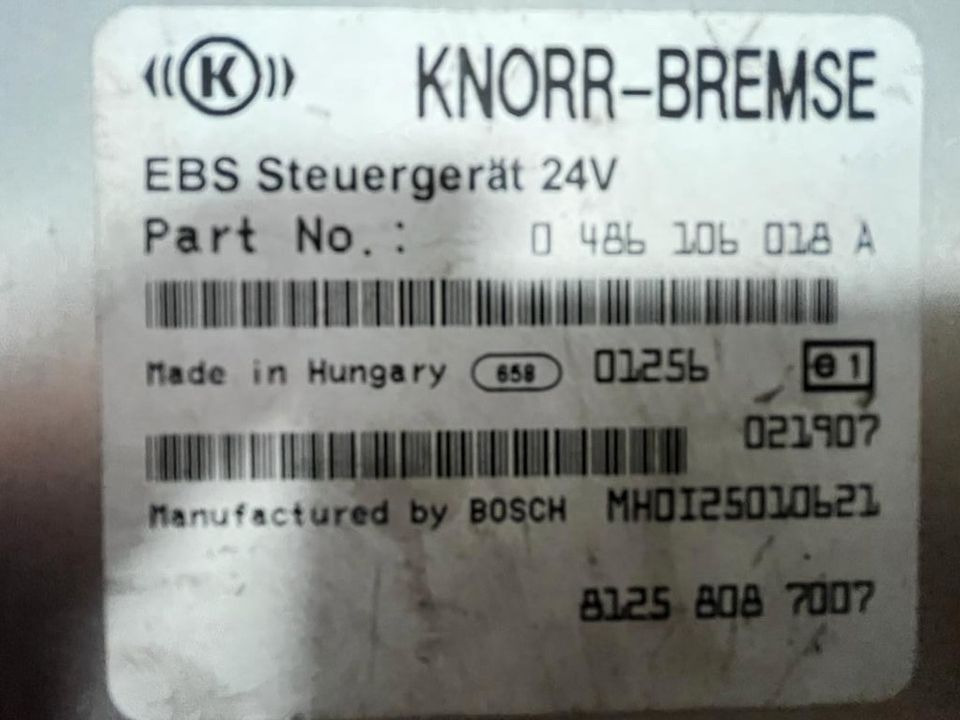 K KNORR-BREMSE
EBS Steuergerät 24V
Part No.: 0 486 106 018 A
Made in Hungary 658 01256 e 1
021907
Manufactured by BOSCH MHDI25010621
8125 808 7007